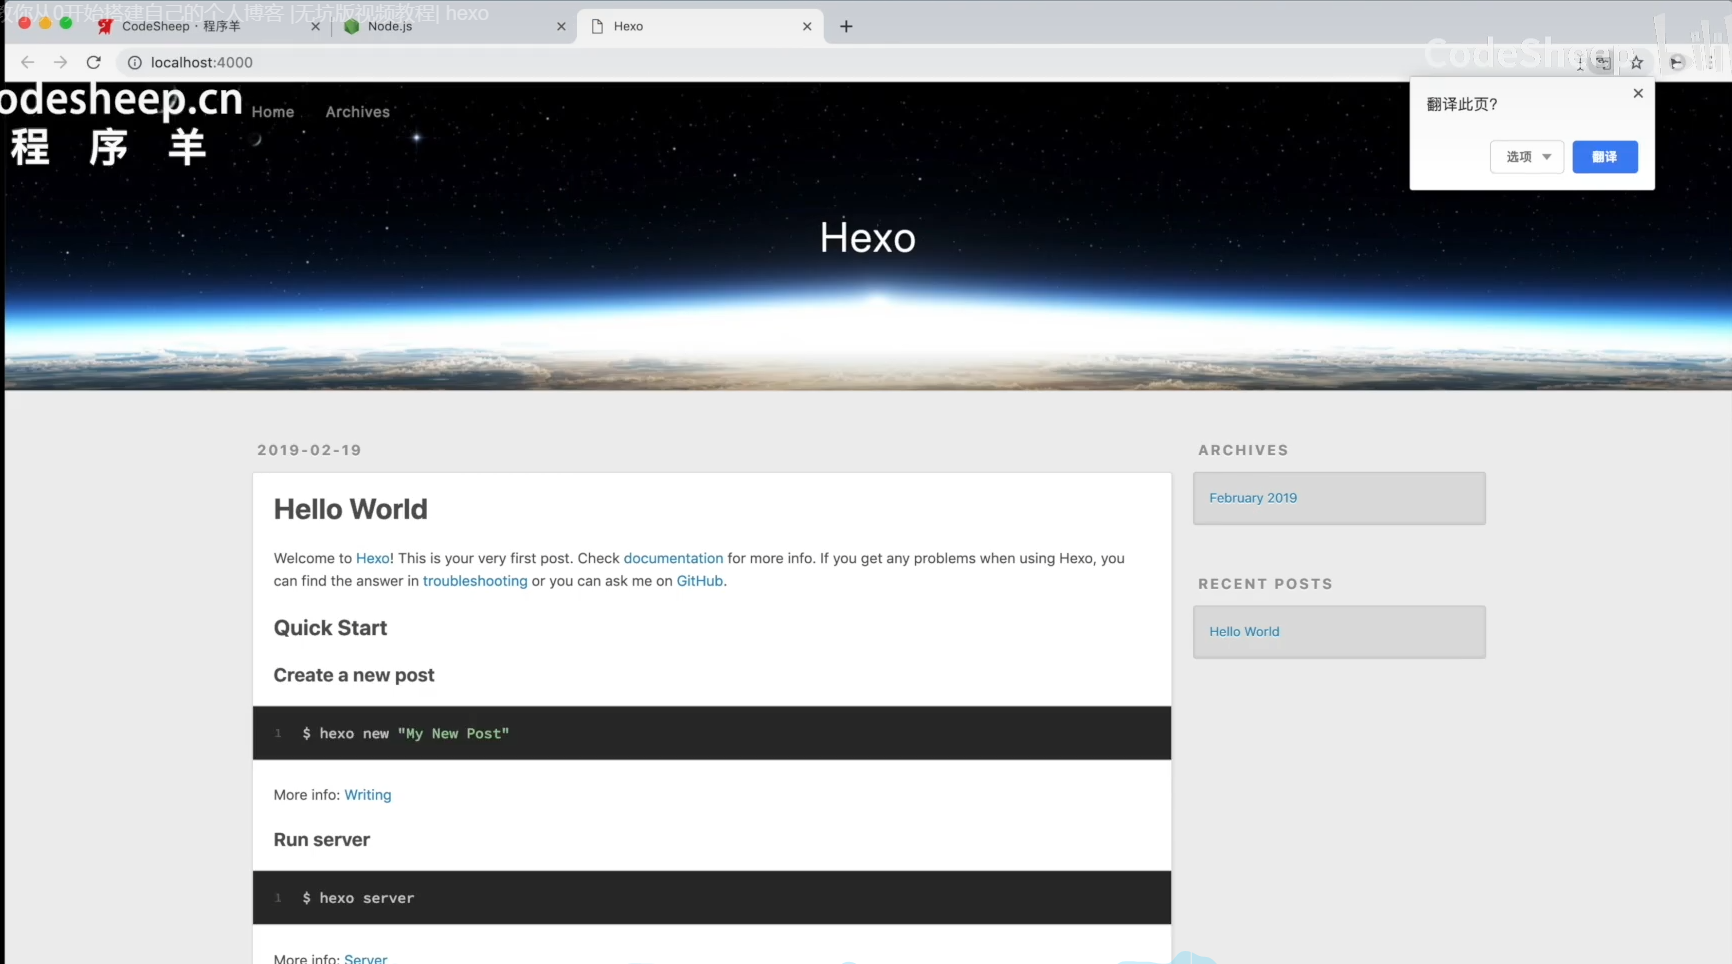 教你从0开始搭建自己的个人博客 |无坑版视频教程| hexo
CodeSheep · 程序羊
Node.js
Hexo
localhost:4000
CodeSheep
odesheep.cn
程 序 羊
Home
Archives
翻译此页?
选项
翻译
Hexo
2019-02-19
Hello World
Welcome to Hexo! This is your very first post. Check documentation for more info. If you get any problems when using Hexo, you
can find the answer in troubleshooting or you can ask me on GitHub.
Quick Start
Create a new post
1 $ hexo new "My New Post"
More info: Writing
Run server
1 $ hexo server
More info: Server
ARCHIVES
February 2019
RECENT POSTS
Hello World